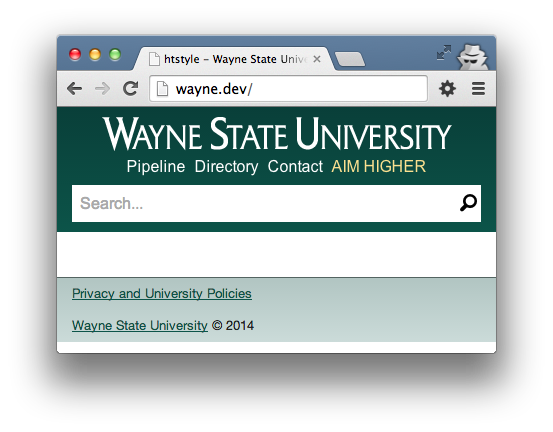 htstyle – Wayne State Unive
wayne.dev/
WAYNE STATE UNIVERSITY
Pipeline Directory Contact AIM HIGHER
Search...
Privacy and University Policies
Wayne State University © 2014